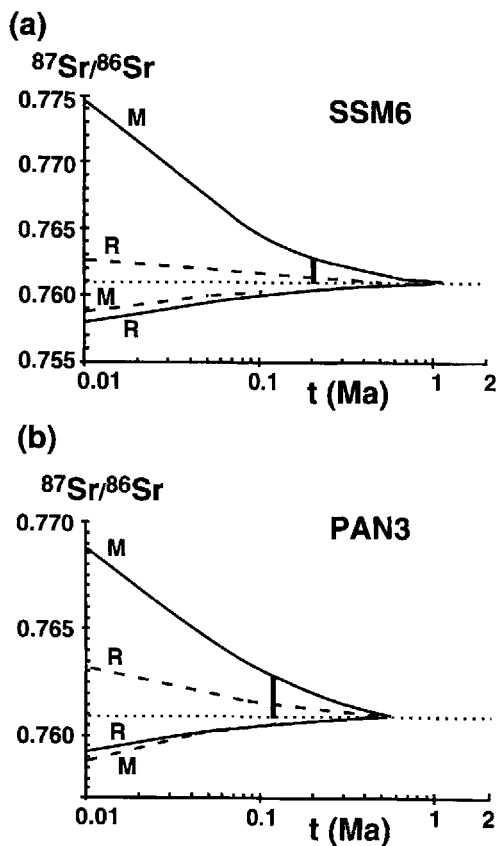 (a)
⁸⁷Sr/⁸⁶Sr
0.775
M
SSM6
0.770
0.765
R
0.760
M
R
0.755
0.01 0.1 1 2
t (Ma)
(b)
⁸⁷Sr/⁸⁶Sr
0.770
M
PAN3
0.765
R
0.760
R
M
0.01 0.1 1 2
t (Ma)